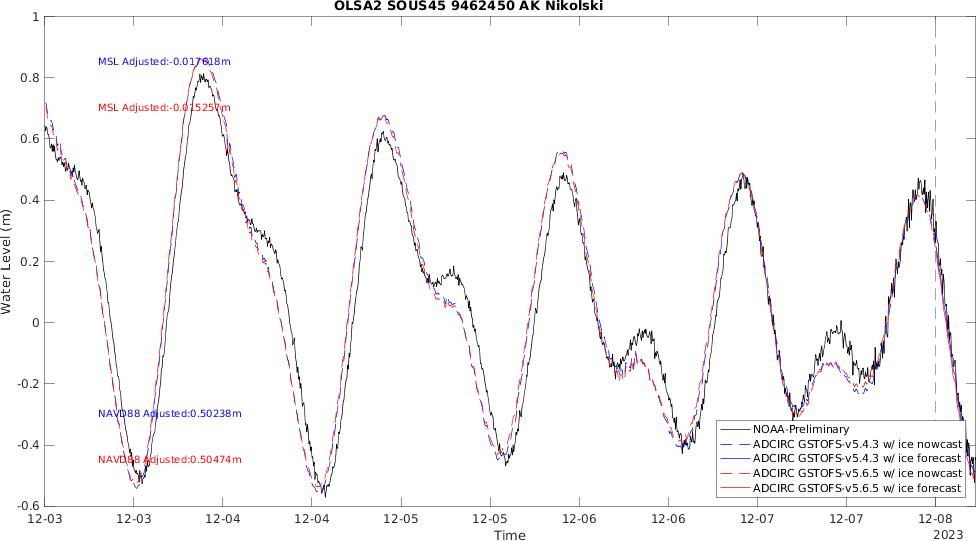 OLSA2 SOUS45 9462450 AK Nikolski
1
0.8
0.6
0.4
0.2
0
-0.2
-0.4
-0.6
Water Level (m)
MSL Adjusted:-0.017618m
MSL Adjusted:-0.015257m
NAVD88 Adjusted:0.50238m
NAVD88 Adjusted:0.50474m
NOAA-Preliminary
ADCIRC GSTOFS-v5.4.3 w/ ice nowcast
ADCIRC GSTOFS-v5.4.3 w/ ice forecast
ADCIRC GSTOFS-v5.6.5 w/ ice nowcast
ADCIRC GSTOFS-v5.6.5 w/ ice forecast
12-03 12-03 12-04 12-04 12-05 12-05 12-06 12-06 12-07 12-07 12-08
2023
Time